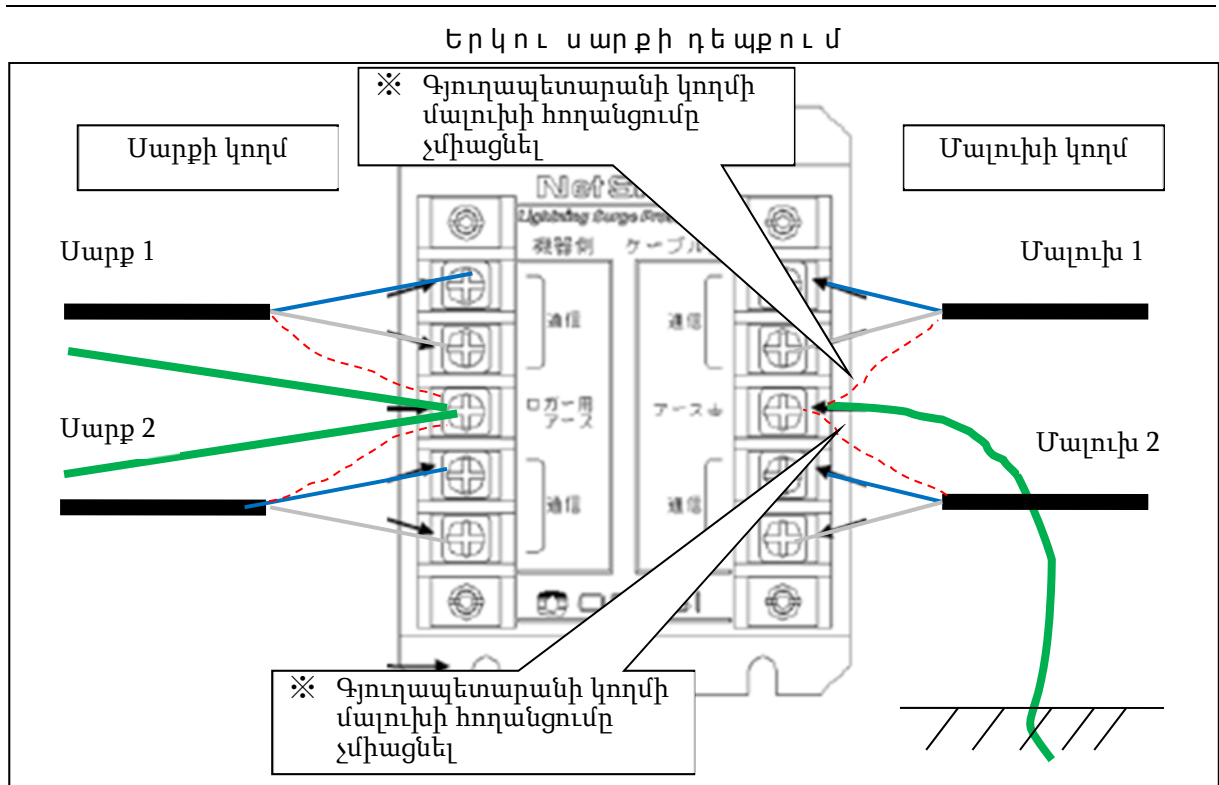 Երկու սարքի դեպքում
※ Գյուղապետարանի կողմի
մալուխի հողանցումը
չմիացնել
Սարքի կողմ
Մալուխի կողմ
Lightning Surge
機器側
ケーブル
Սարք 1
Մալուխ 1
通信
通信
ロガー用
アース
アース
Սարք 2
Մալուխ 2
通信
通信
※ Գյուղապետարանի կողմի
մալուխի հողանցումը
չմիացնել